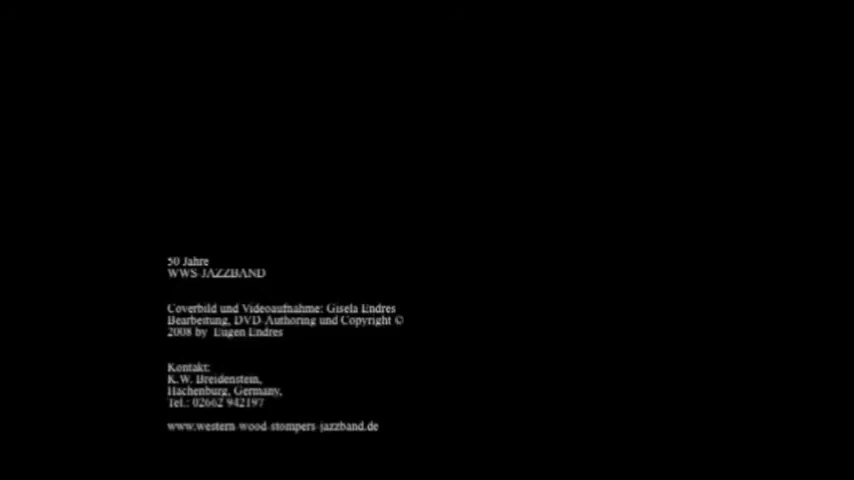 50 Jahre
WWS-JAZZBAND
Coverbild und Videoaufnahme: Gisela Endres
Bearbeitung, DVD-Authoring und Copyright ©
2008 by Eugen Endres
Kontakt:
K.W. Breidenstein,
Hachenburg, Germany,
Tel.: 02662 942197
www.western-wood-stompers-jazzband.de